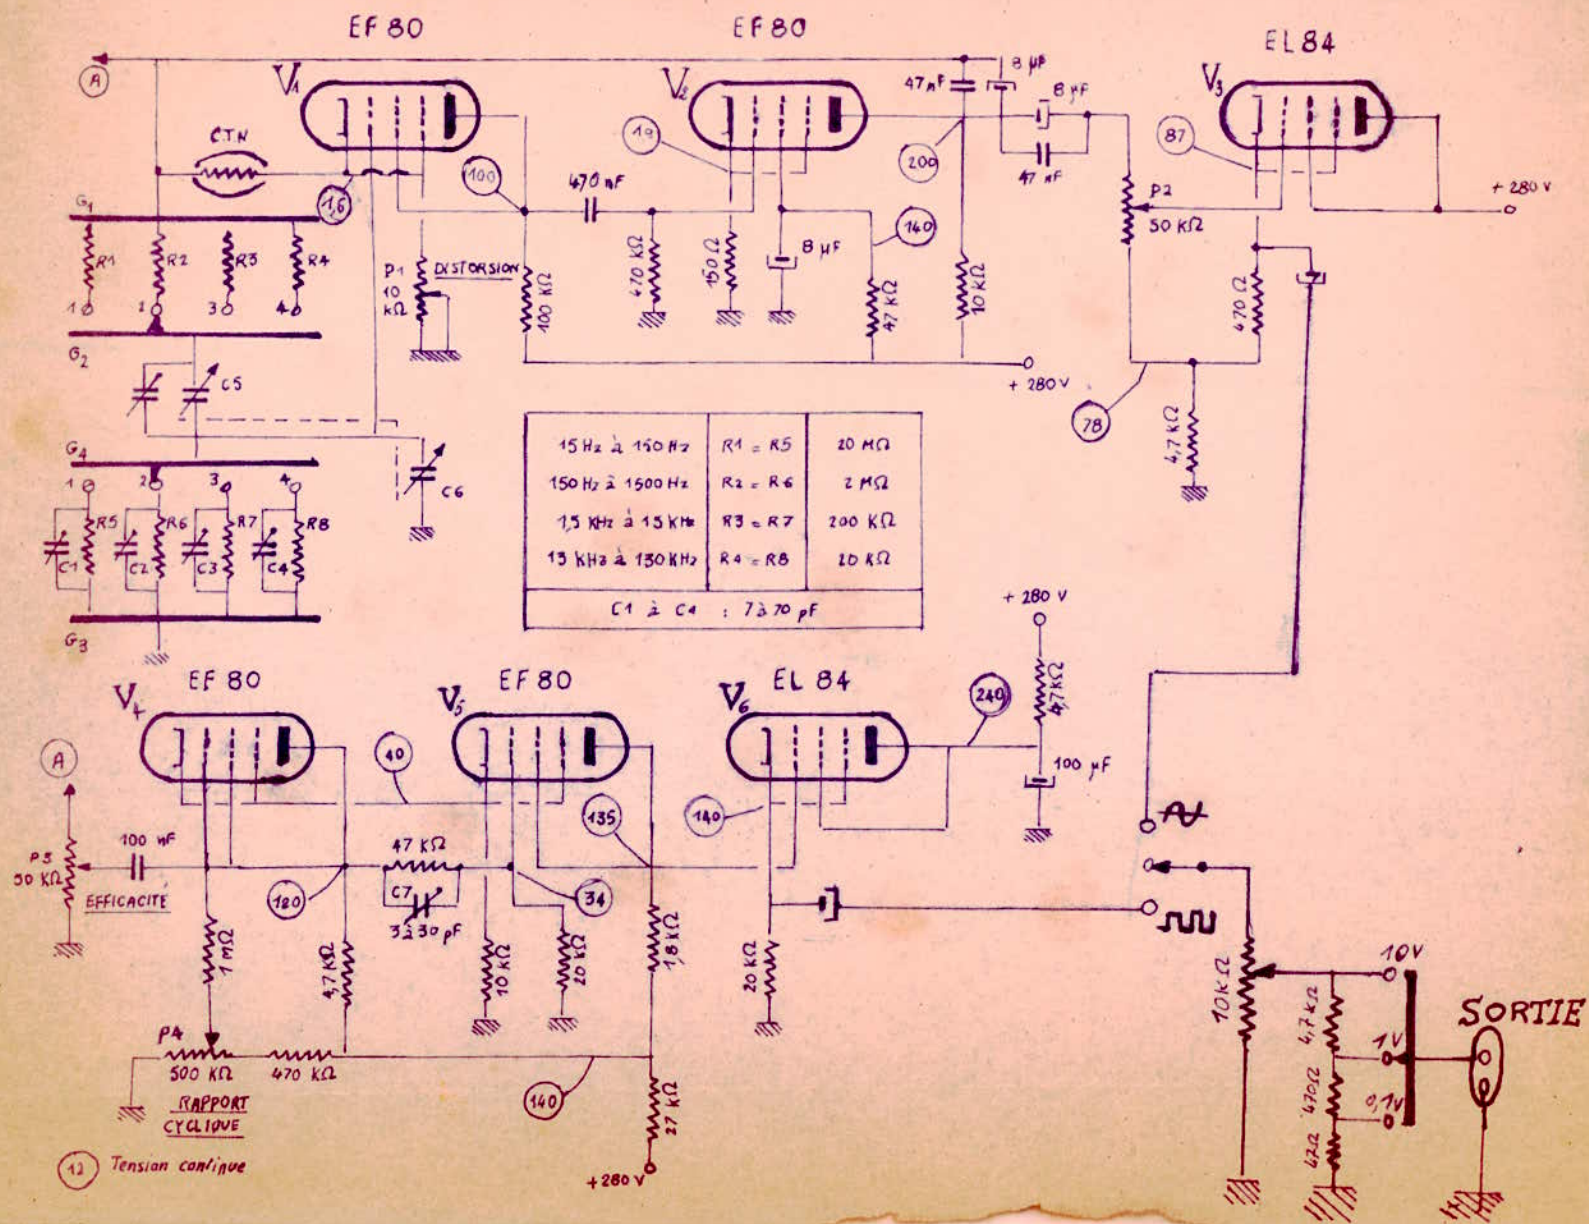 EF 80
EF 80
EL 84
A
V1
V2
V3
C.T.N
1,6
100
470 nF
19
200
47 nF
8 µF
8 µF
47 nF
87
P2
50 KΩ
+ 280 V
G1
R1
R2
R3
R4
1
2
3
4
G2
P1
10
KΩ
DISTORSION
100 KΩ
470 KΩ
150 Ω
8 µF
140
47 KΩ
10 KΩ
470 Ω
+ 280 V
78
4,7 KΩ
C5
G4
C6
1
2
3
4
R5
R6
R7
R8
C1
C2
C3
C4
G3
15 Hz à 150 Hz R1 = R5 20 MΩ
150 Hz à 1500 Hz R2 = R6 2 MΩ
1,5 KHz à 15 KHz R3 = R7 200 KΩ
15 KHz à 150 KHz R4 = R8 20 KΩ
C1 à C4 : 7 à 70 pF
EF 80
EF 80
EL 84
V4
V5
V6
A
40
135
140
240
+ 280 V
4,7 KΩ
100 µF
P3
50 KΩ
100 nF
EFFICACITÉ
120
47 KΩ
C7
3 à 30 pF
34
1 MΩ
4,7 KΩ
10 KΩ
20 KΩ
1,8 KΩ
20 KΩ
P4
500 KΩ
470 KΩ
RAPPORT
CYCLIQUE
140
27 KΩ
+ 280 V
10 KΩ
10V
4,7 KΩ
1V
470Ω
0,1V
47Ω
SORTIE
12 Tension continue